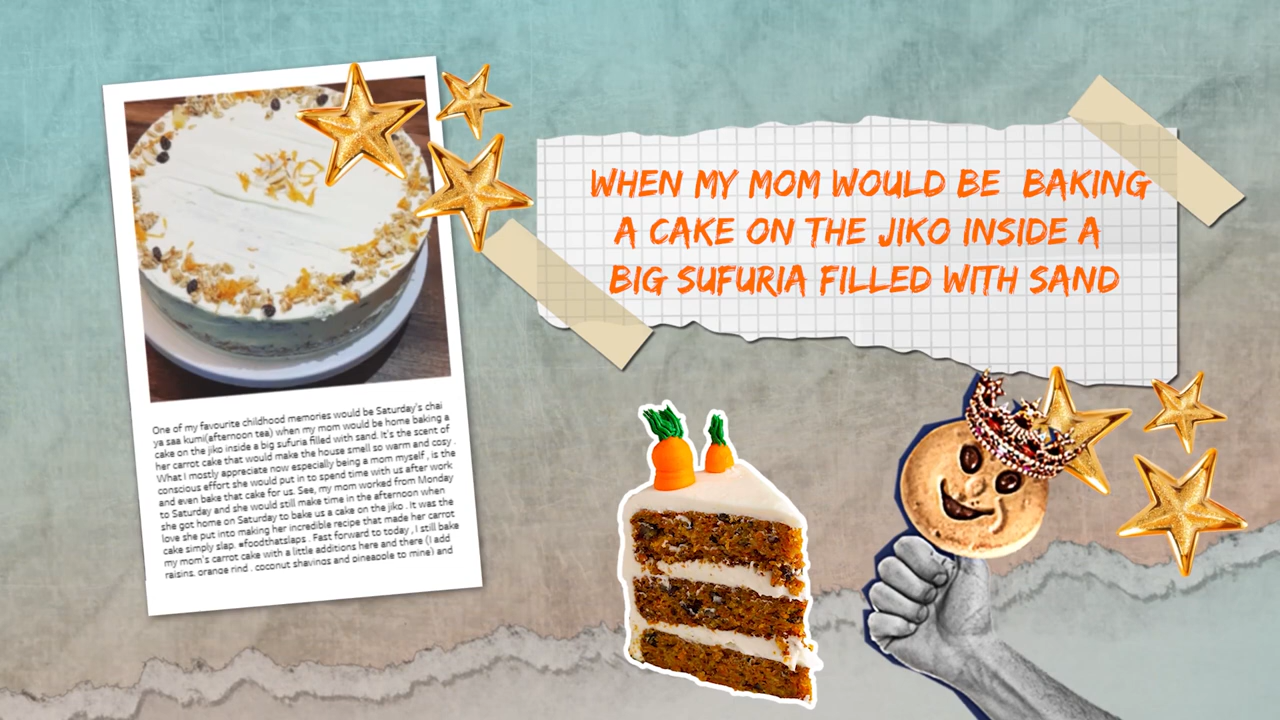 WHEN MY MOM WOULD BE BAKING
A CAKE ON THE JIKO INSIDE A
BIG SUFURIA FILLED WITH SAND
One of my favourite childhood memories would be Saturday's chai
ya saa kumi(afternoon tea) when my mom would be home baking a
cake on the jiko inside a big sufuria filled with sand. It's the scent of
her carrot cake that would make the house smell so warm and cosy .
What I mostly appreciate now especially being a mom myself , is the
conscious effort she would put in to spend time with us after work
and even bake that cake for us. See, my mom worked from Monday
to Saturday and she would still make time in the afternoon when
she got home on Saturday to bake us a cake on the jiko . It was the
love she put into making her incredible recipe that made her carrot
cake simply slap. #foodthatslaps . Fast forward to today , I still bake
my mom's carrot cake with a little additions here and there (I add
raisins, orange rind , coconut shavings and pineapple to mine) and